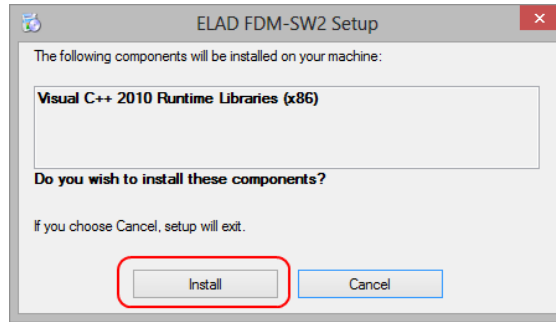 ELAD FDM-SW2 Setup
The following components will be installed on your machine:
Visual C++ 2010 Runtime Libraries (x86)
Do you wish to install these components?
If you choose Cancel, setup will exit.
Install
Cancel